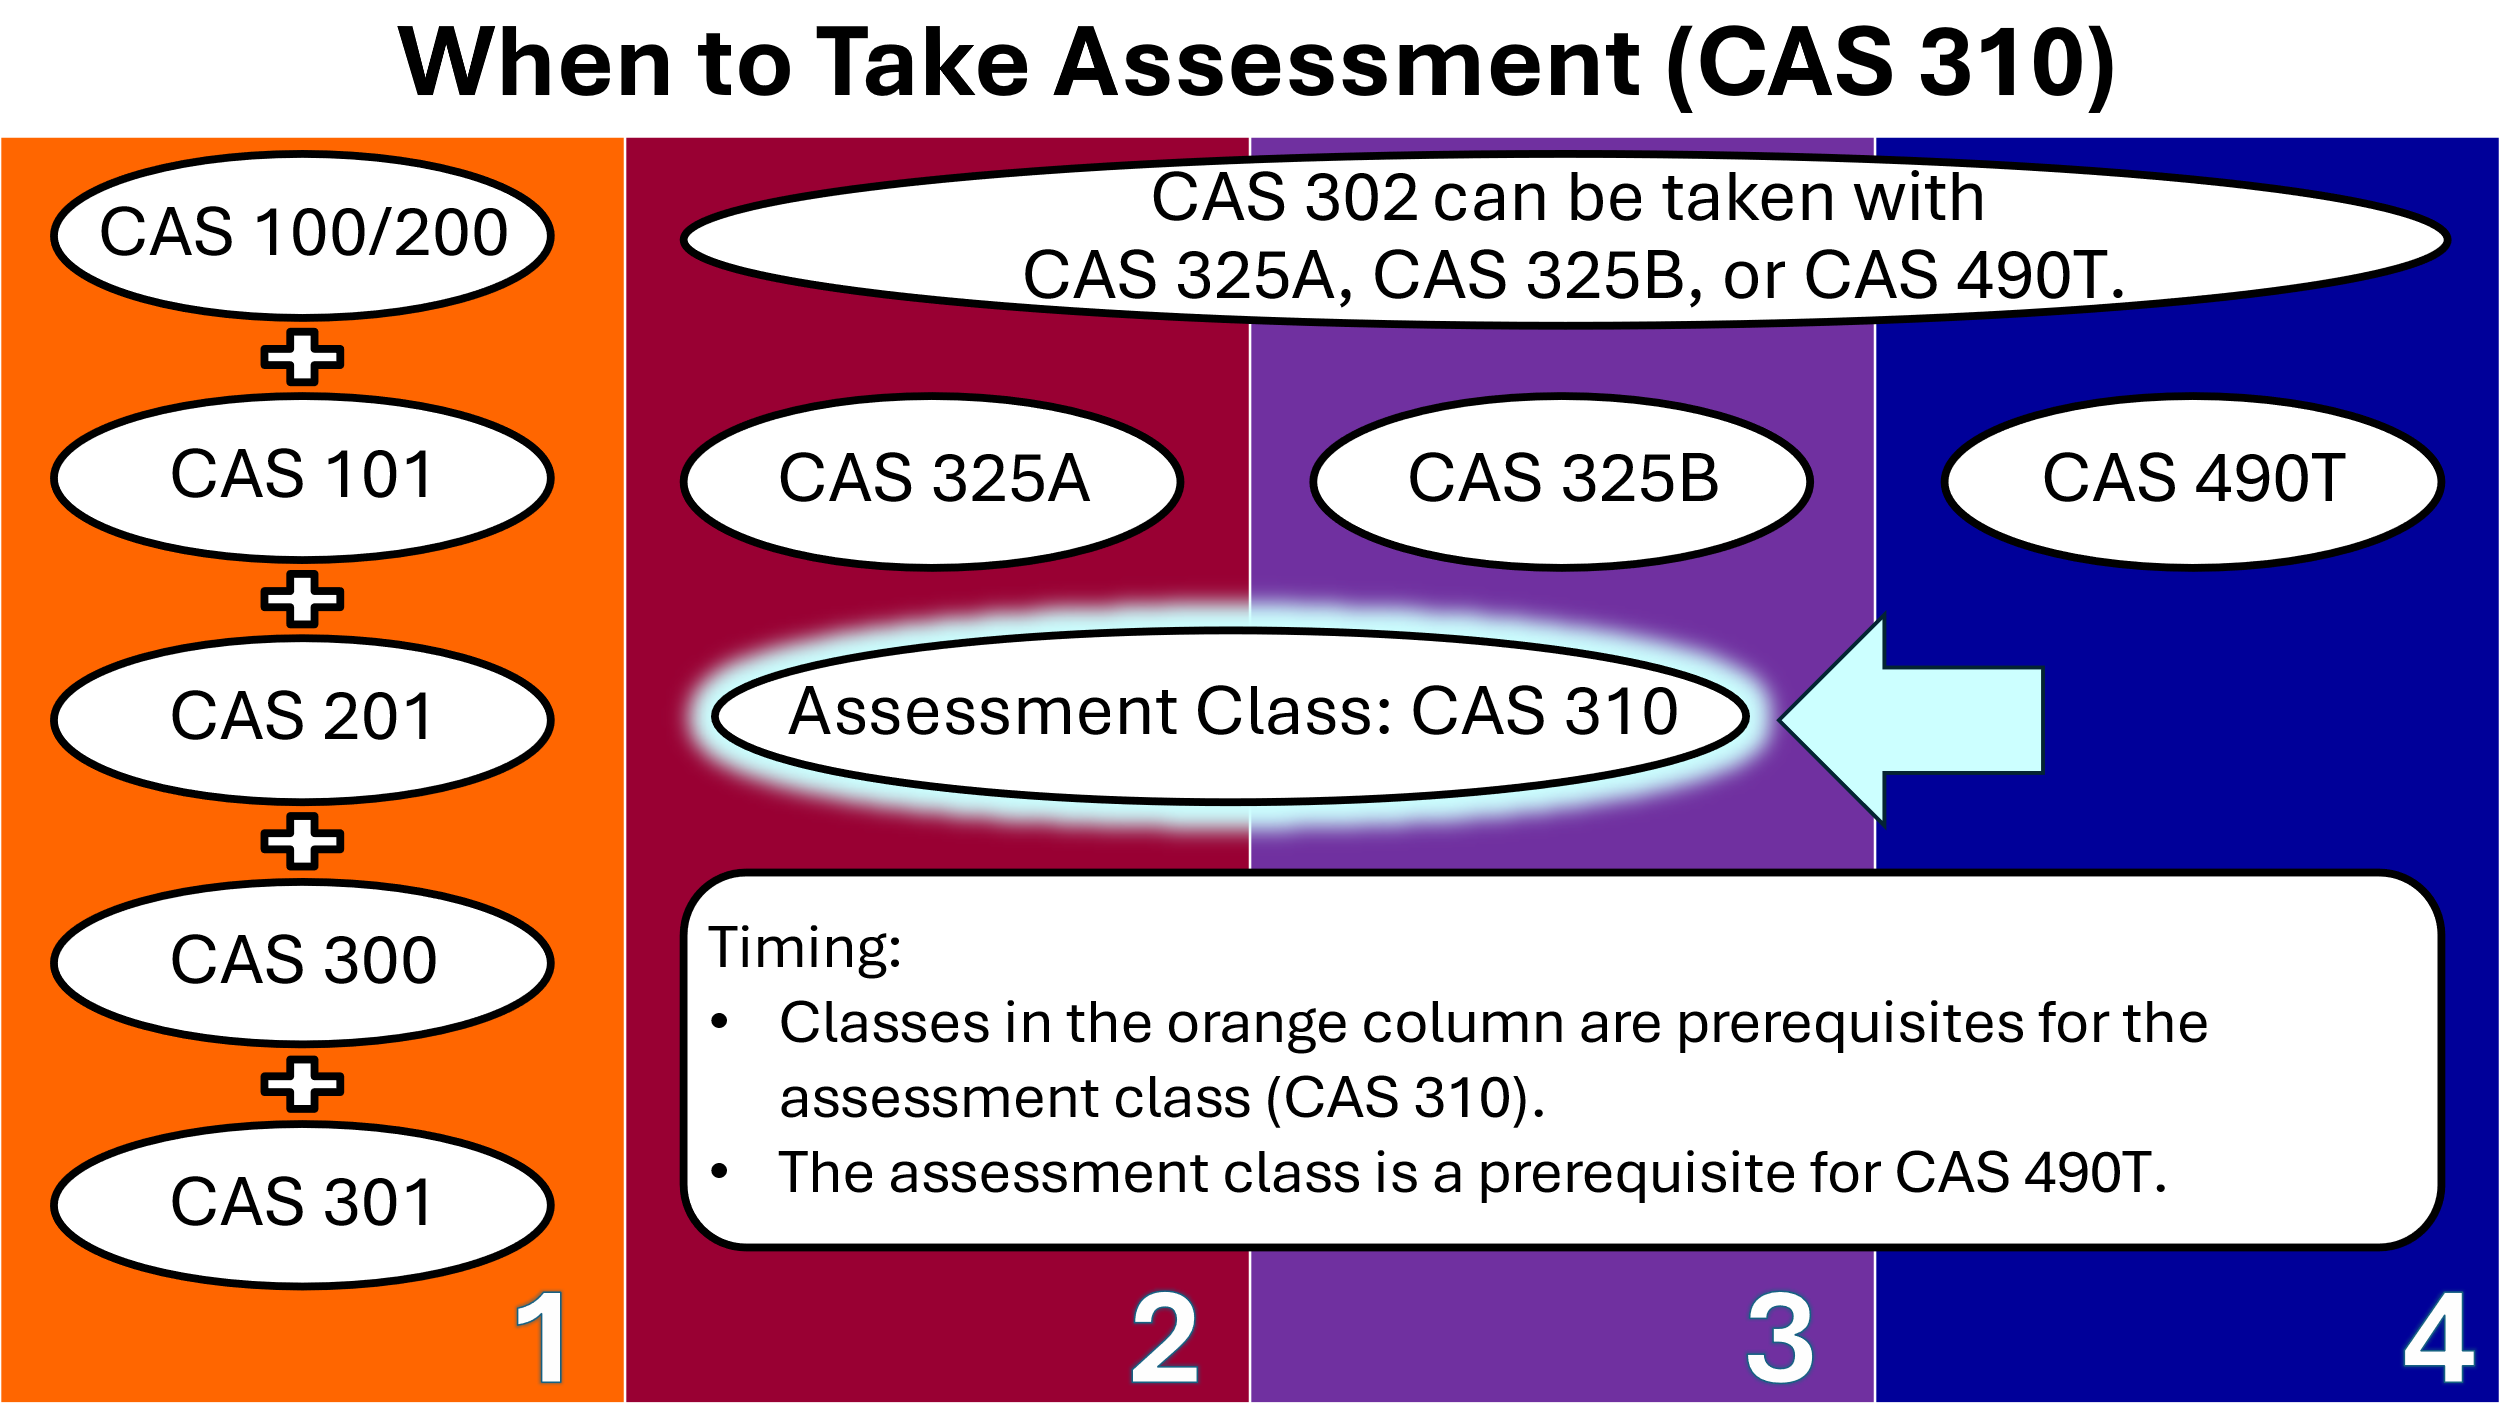 When to Take Assessment (CAS 310)
CAS 100/200
CAS 101
CAS 201
CAS 300
CAS 301
1
CAS 302 can be taken with
CAS 325A, CAS 325B, or CAS 490T.
CAS 325A
CAS 325B
CAS 490T
Assessment Class: CAS 310
Timing:
• Classes in the orange column are prerequisites for the
assessment class (CAS 310).
• The assessment class is a prerequisite for CAS 490T.
2
3
4